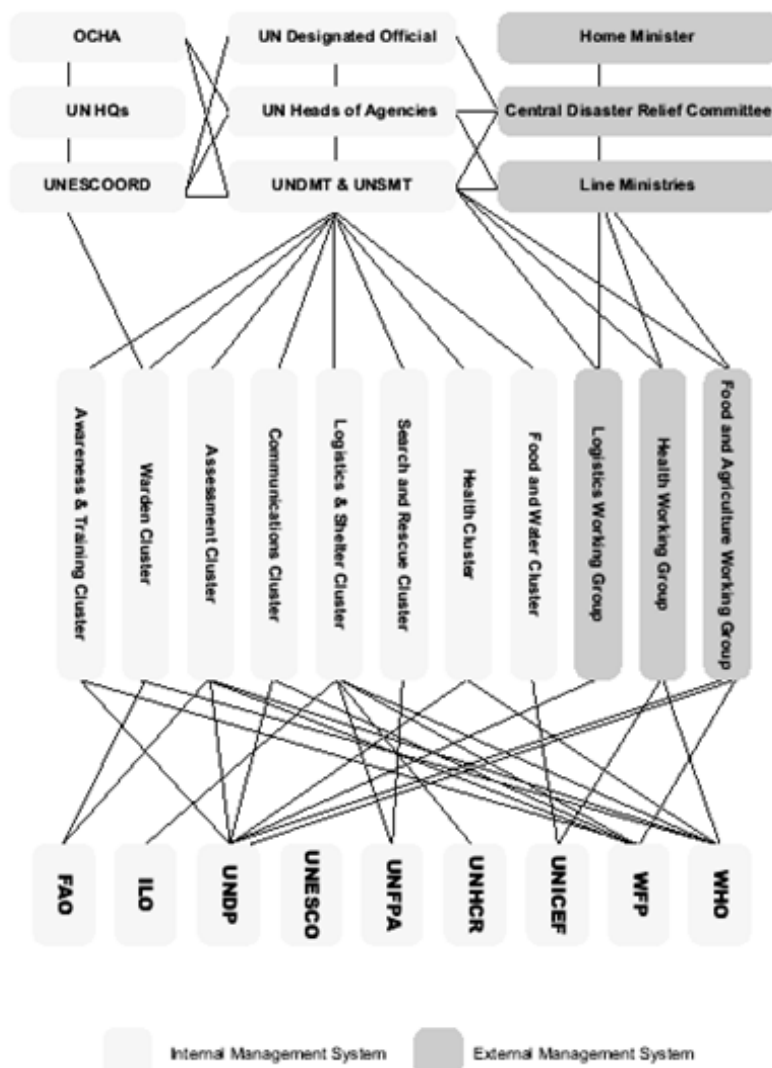 OCHA
UN Designated Official
Home Minister
UN HQs
UN Heads of Agencies
Central Disaster Relief Committee
UNESCOORD
UNDMT & UNSMT
Line Ministries
Awareness & Training Cluster
Warden Cluster
Assessment Cluster
Communications Cluster
Logistics & Shelter Cluster
Search and Rescue Cluster
Health Cluster
Food and Water Cluster
Logistics Working Group
Health Working Group
Food and Agriculture Working Group
FAO
ILO
UNDP
UNESCO
UNFPA
UNHCR
UNICEF
WFP
WHO
Internal Management System
External Management System